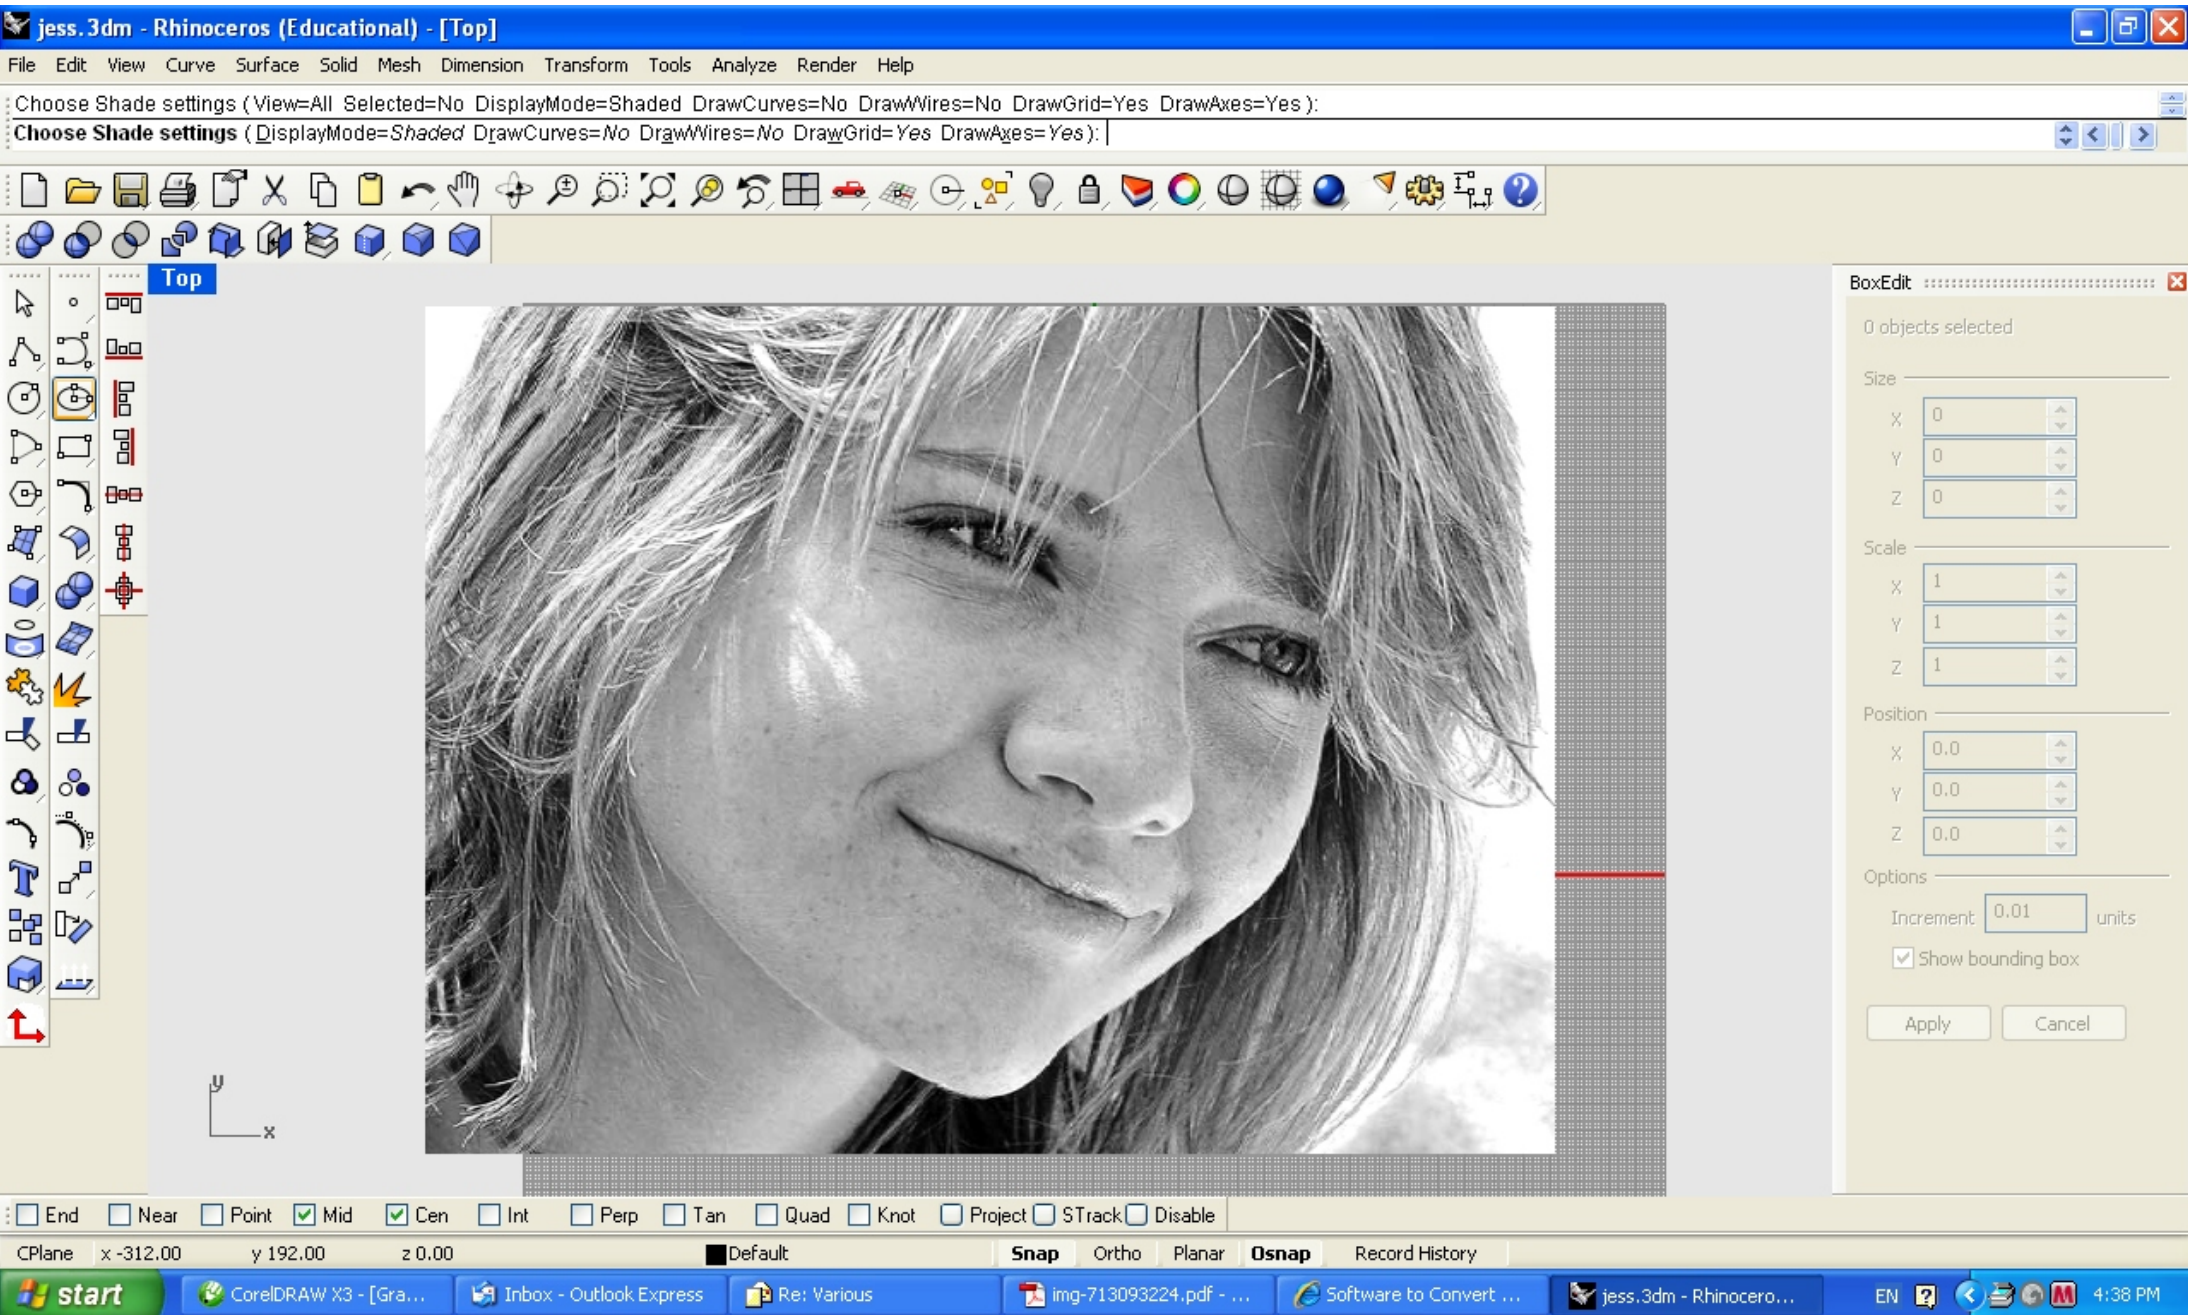 jess.3dm - Rhinoceros (Educational) - [Top]
File Edit View Curve Surface Solid Mesh Dimension Transform Tools Analyze Render Help
Choose Shade settings ( View=All Selected=No DisplayMode=Shaded DrawCurves=No DrawWires=No DrawGrid=Yes DrawAxes=Yes ):
Choose Shade settings ( DisplayMode=Shaded DrawCurves=No DrawWires=No DrawGrid=Yes DrawAxes=Yes ):
Top
BoxEdit
0 objects selected
Size
X 0
Y 0
Z 0
Scale
X 1
Y 1
Z 1
Position
X 0.0
Y 0.0
Z 0.0
Options
Increment 0.01 units
Show bounding box
Apply Cancel
y
x
End Near Point Mid Cen Int Perp Tan Quad Knot Project STrack Disable
CPlane x -312.00 y 192.00 z 0.00 Default Snap Ortho Planar Osnap Record History
start CorelDRAW X3 - [Gra... Inbox - Outlook Express Re: Various img-713093224.pdf - ... Software to Convert ... jess.3dm - Rhinocero... EN 4:38 PM